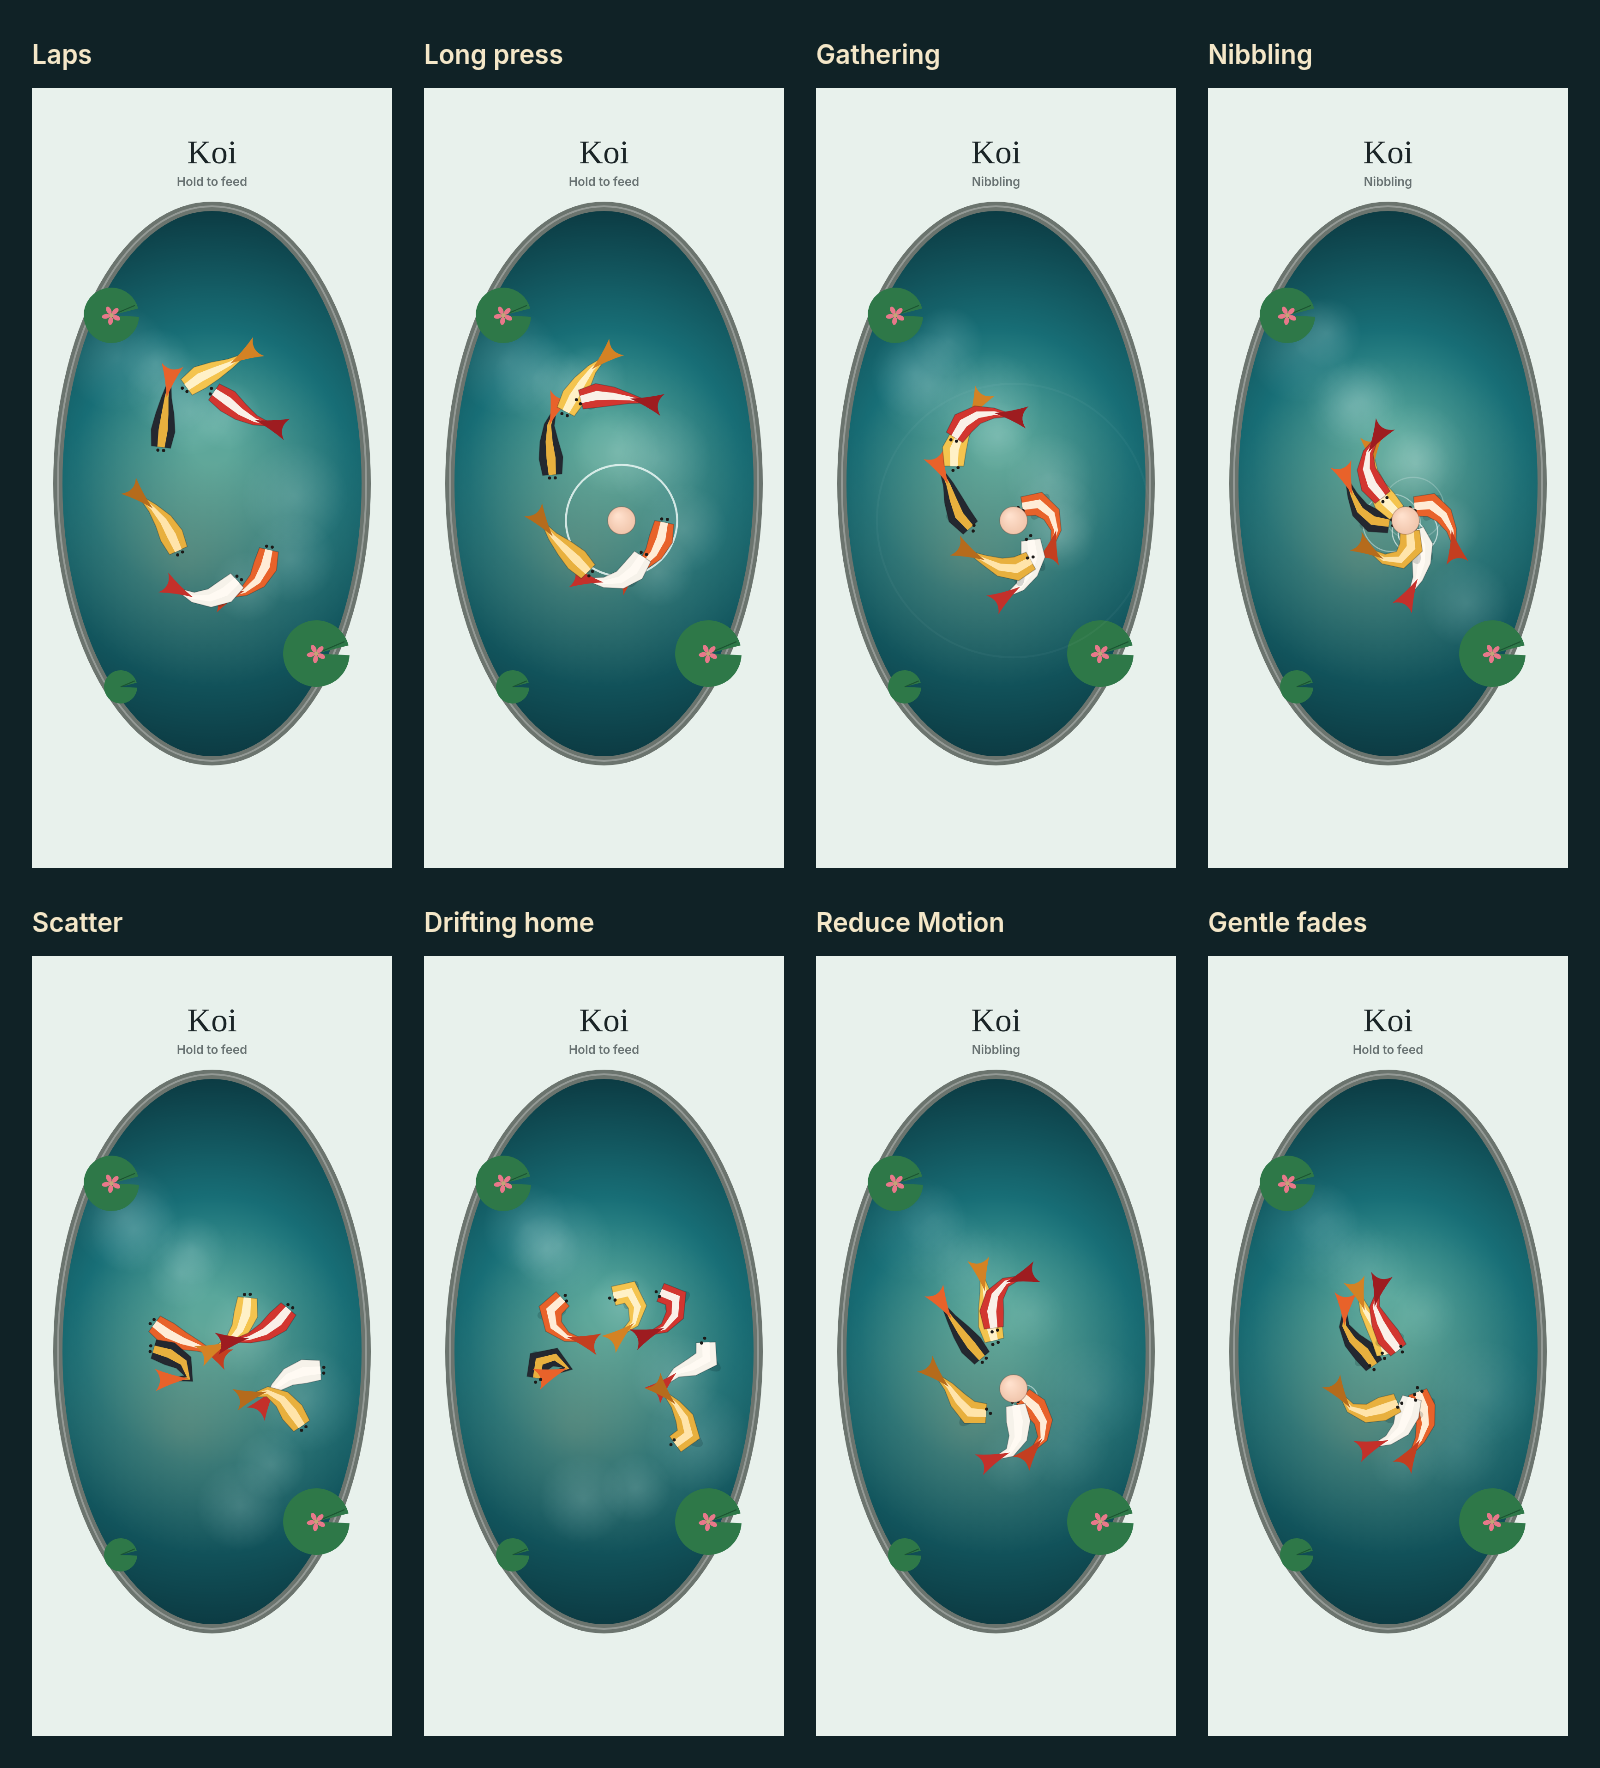 Laps
Koi
Hold to feed
Long press
Koi
Hold to feed
Gathering
Koi
Nibbling
Nibbling
Koi
Nibbling
Scatter
Koi
Hold to feed
Drifting home
Koi
Hold to feed
Reduce Motion
Koi
Nibbling
Gentle fades
Koi
Hold to feed